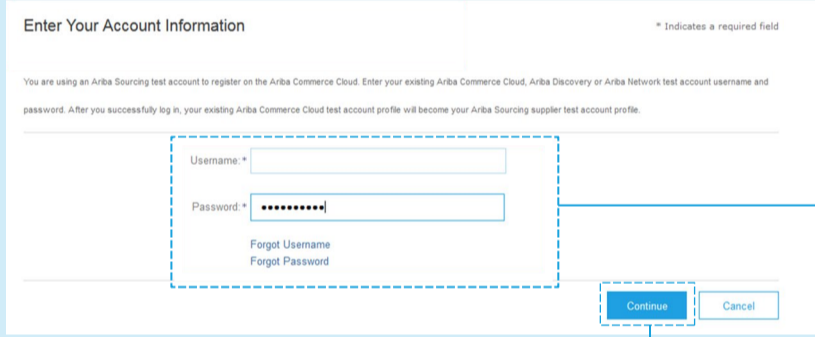 Enter Your Account Information
* Indicates a required field
You are using an Ariba Sourcing test account to register on the Ariba Commerce Cloud. Enter your existing Ariba Commerce Cloud, Ariba Discovery or Ariba Network test account username and
password. After you successfully log in, your existing Ariba Commerce Cloud test account profile will become your Ariba Sourcing supplier test account profile.
Username: *
Password: * ••••••••••
Forgot Username
Forgot Password
Continue
Cancel